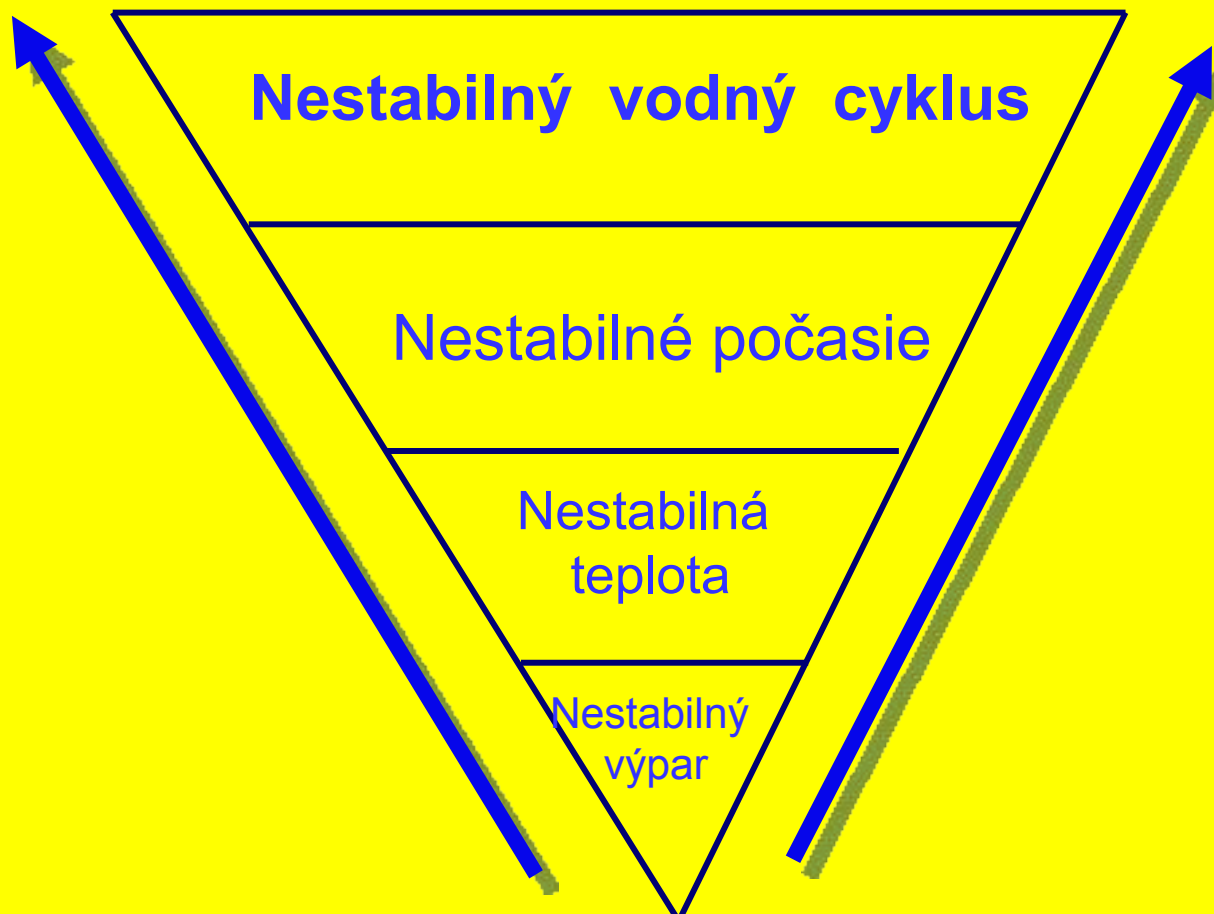 Nestabilný vodný cyklus
Nestabilné počasie
Nestabilná
teplota
Nestabilný
výpar